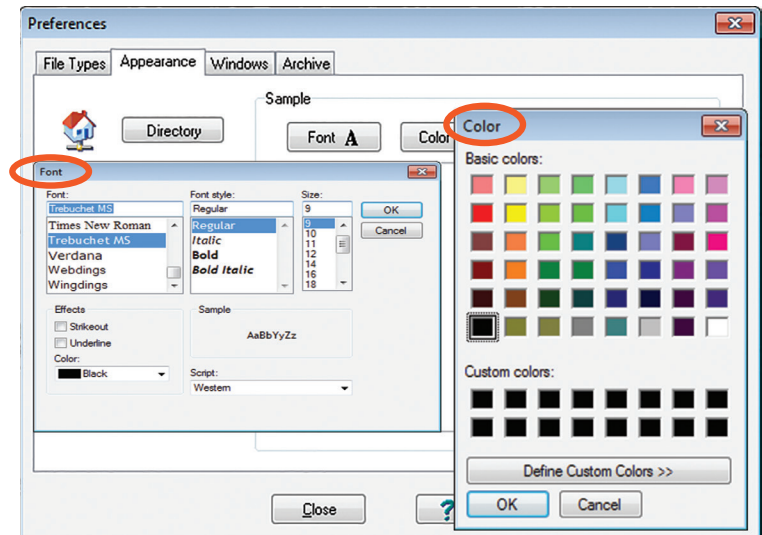 Preferences
File Types Appearance Windows Archive
Sample
Directory
Font A
Color
Font
Font:
Font style:
Size:
Trebuchet MS
Regular
9
OK
Cancel
Times New Roman
Trebuchet MS
Verdana
Webdings
Wingdings
Regular
Italic
Bold
Bold Italic
9
10
11
12
14
16
18
Effects
Strikeout
Underline
Color:
Black
Sample
AaBbYyZz
Script:
Western
Color
Basic colors:
Custom colors:
Define Custom Colors >>
OK
Cancel
Close
?